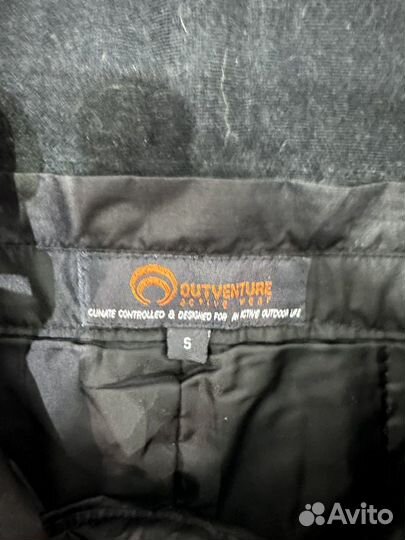 OUTVENTURE
ACTIVE WEAR
CLIMATE CONTROLLED & DESIGNED FOR AN ACTIVE OUTDOOR LIFE
S
Avito